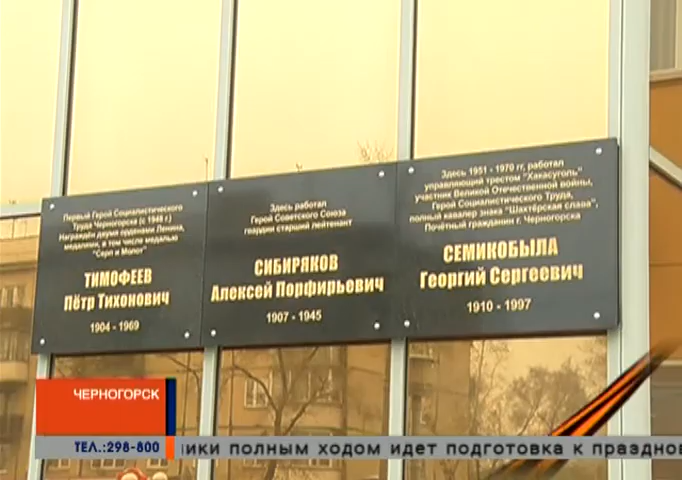 Первый Герой Социалистического
Труда Черногорска (с 1948 г.)
Награждён двумя орденами Ленина,
медалями, в том числе медалью
"Серп и Молот"
ТИМОФЕЕВ
Пётр Тихонович
1904 - 1969
Здесь работал
Герой Советского Союза
гвардии старший лейтенант
СИБИРЯКОВ
Алексей Порфирьевич
1907 - 1945
Здесь 1951 - 1970 гг. работал
управляющий трестом "Хакасуголь"
участник Великой Отечественной войны,
Герой Социалистического Труда,
полный кавалер знака "Шахтёрская слава",
Почётный гражданин г. Черногорска
СЕМИКОБЫЛА
Георгий Сергеевич
1910 - 1997
ЧЕРНОГОРСК
ТЕЛ.:298-800
ики полным ходом идет подготовка к празднов